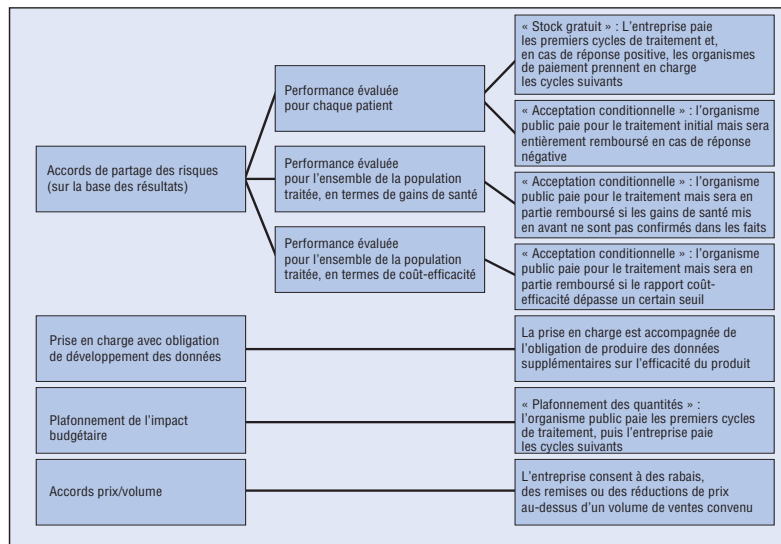 « Stock gratuit » : L'entreprise paie
les premiers cycles de traitement et,
en cas de réponse positive, les organismes
de paiement prennent en charge
les cycles suivants
Performance évaluée
pour chaque patient
« Acceptation conditionnelle » : l'organisme
public paie pour le traitement initial mais sera
entièrement remboursé en cas de réponse
négative
Accords de partage des risques
(sur la base des résultats)
Performance évaluée
pour l'ensemble de la population
traitée, en termes de gains de santé
« Acceptation conditionnelle » : l'organisme
public paie pour le traitement mais sera en
partie remboursé si les gains de santé mis
en avant ne sont pas confirmés dans les faits
Performance évaluée
pour l'ensemble de la population
traitée, en termes de coût-efficacité
« Acceptation conditionnelle » : l'organisme
public paie pour le traitement mais sera en
partie remboursé si le rapport coût-
efficacité dépasse un certain seuil
Prise en charge avec obligation
de développement des données
La prise en charge est accompagnée de
l'obligation de produire des données
supplémentaires sur l'efficacité du produit
Plafonnement de l'impact
budgétaire
« Plafonnement des quantités » :
l'organisme public paie les premiers cycles
de traitement, puis l'entreprise paie
les cycles suivants
Accords prix/volume
L'entreprise consent à des rabais,
des remises ou des réductions de prix
au-dessus d'un volume de ventes convenu